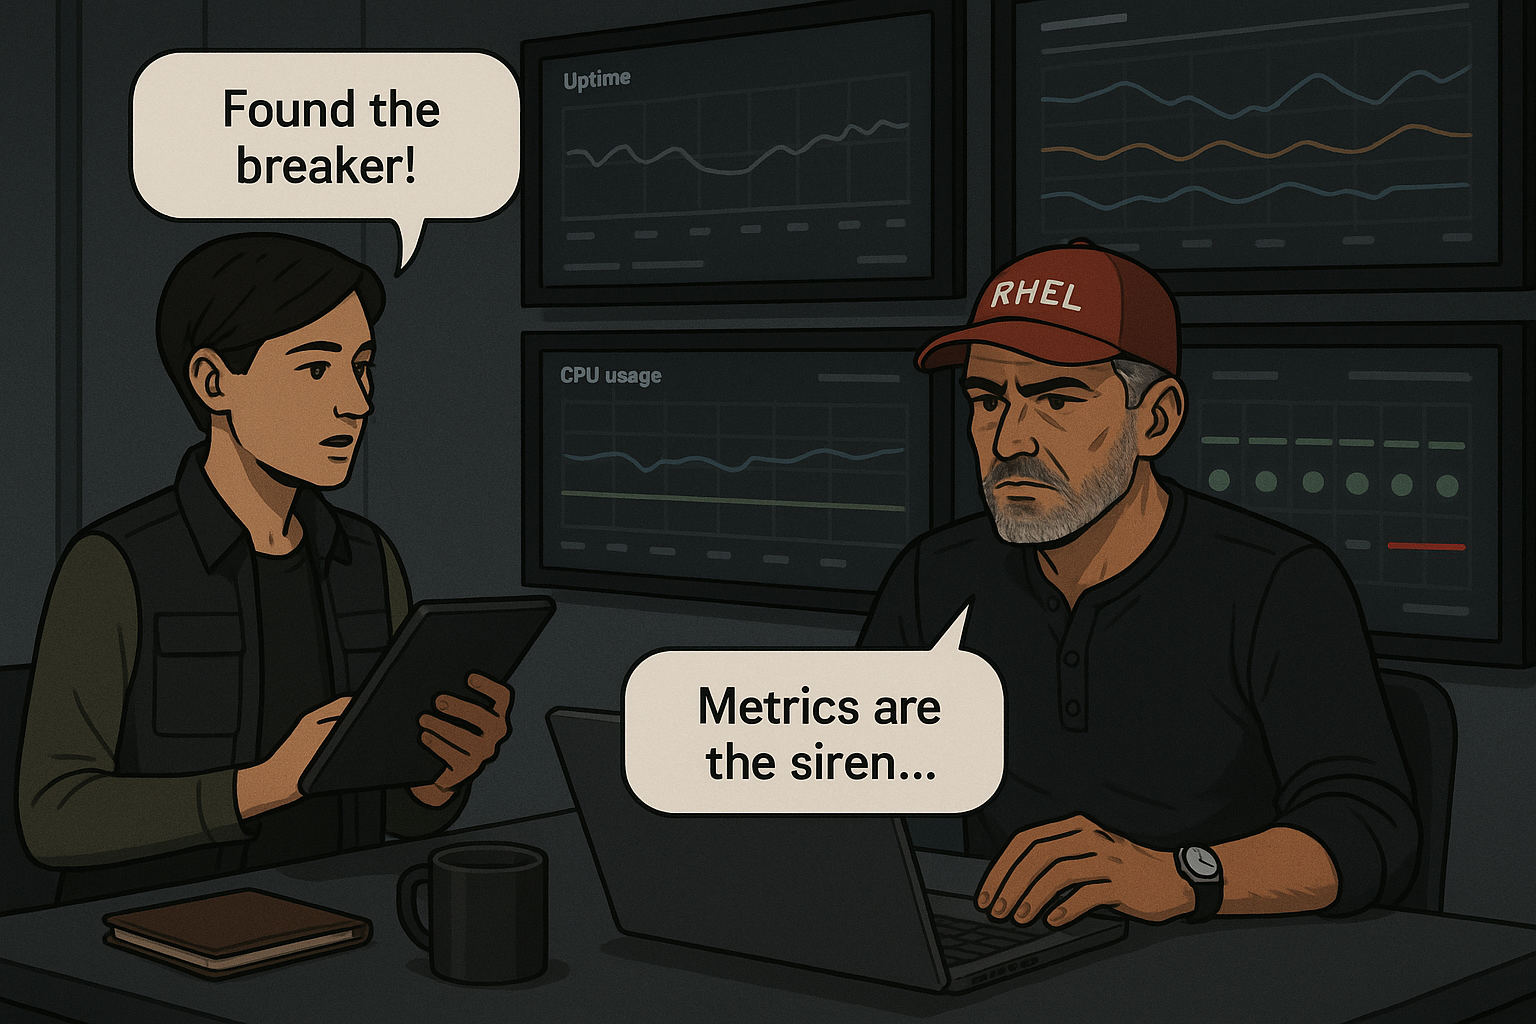 Found the
breaker!
Uptime
RHEL
CPU usage
Metrics are
the siren...